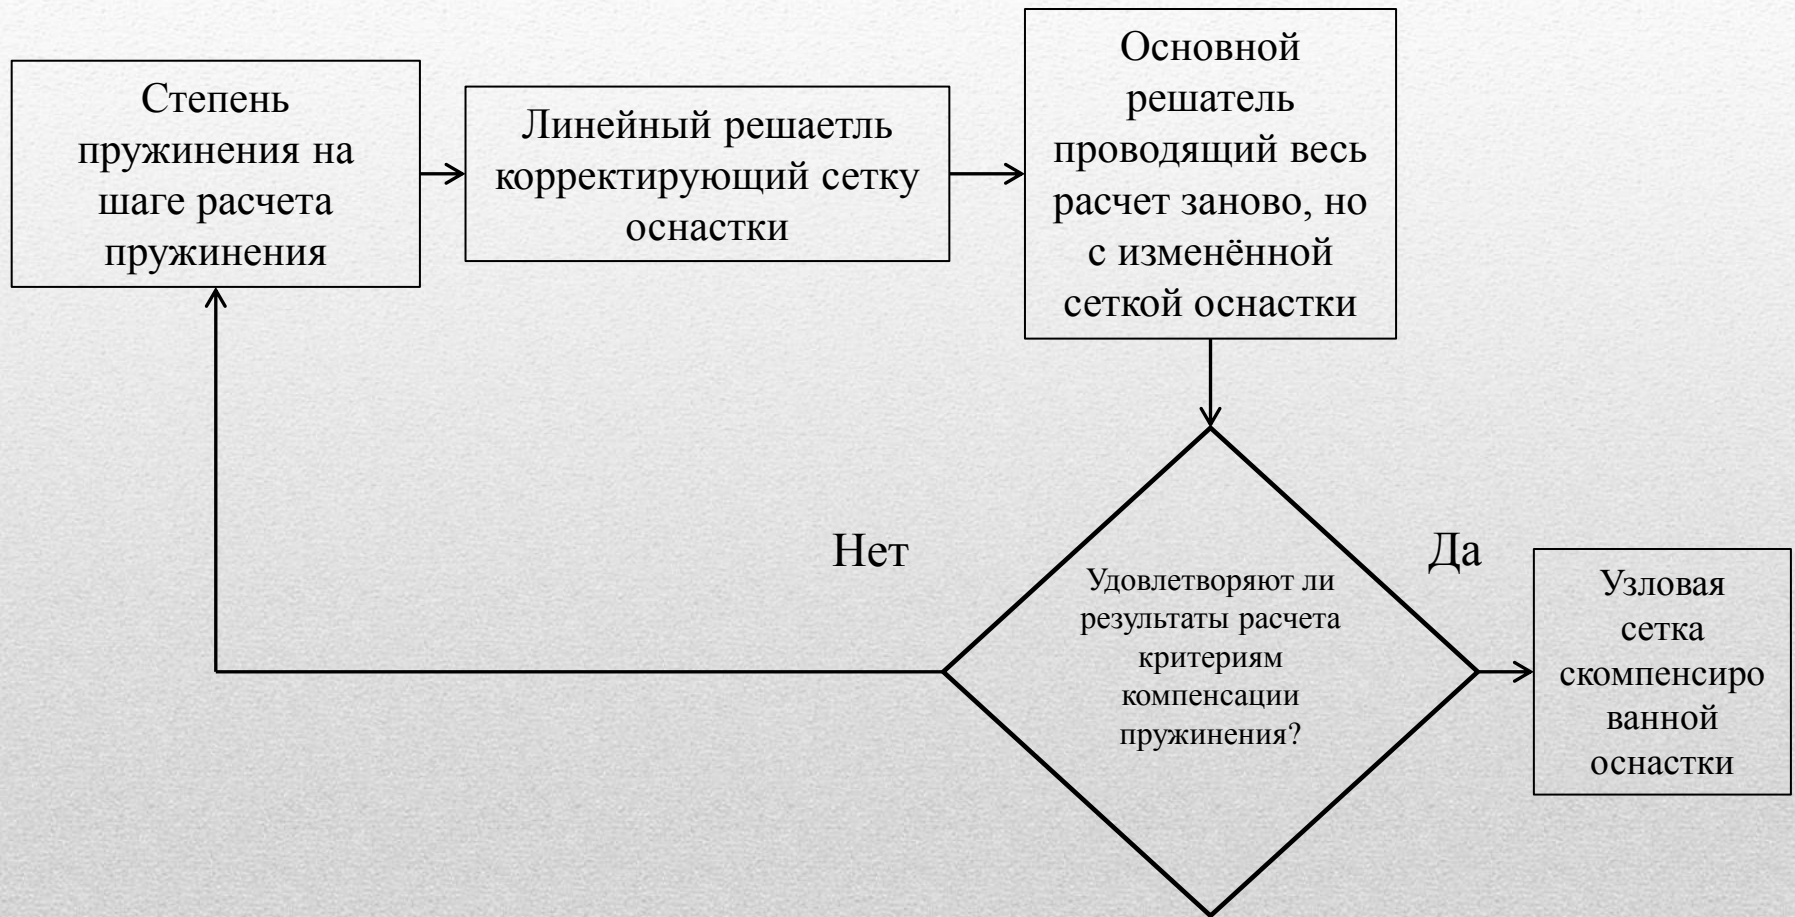 Степень
пружинения на
шаге расчета
пружинения
Линейный решаетль
корректирующий сетку
оснастки
Основной
решатель
проводящий весь
расчет заново, но
с изменённой
сеткой оснастки
Нет
Удовлетворяют ли
результаты расчета
критериям
компенсации
пружинения?
Да
Узловая
сетка
скомпенсиро
ванной
оснастки